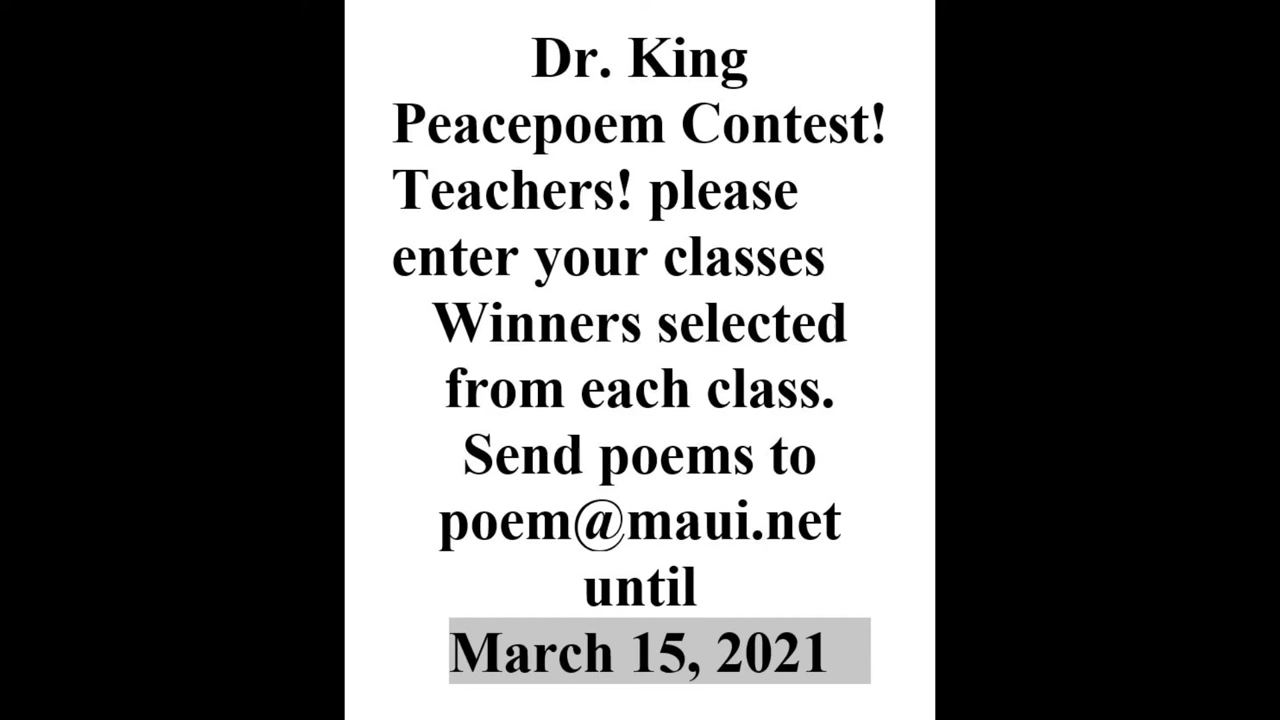 Dr. King
Peacepoem Contest!
Teachers! please
enter your classes
Winners selected
from each class.
Send poems to
poem@maui.net
until
March 15, 2021